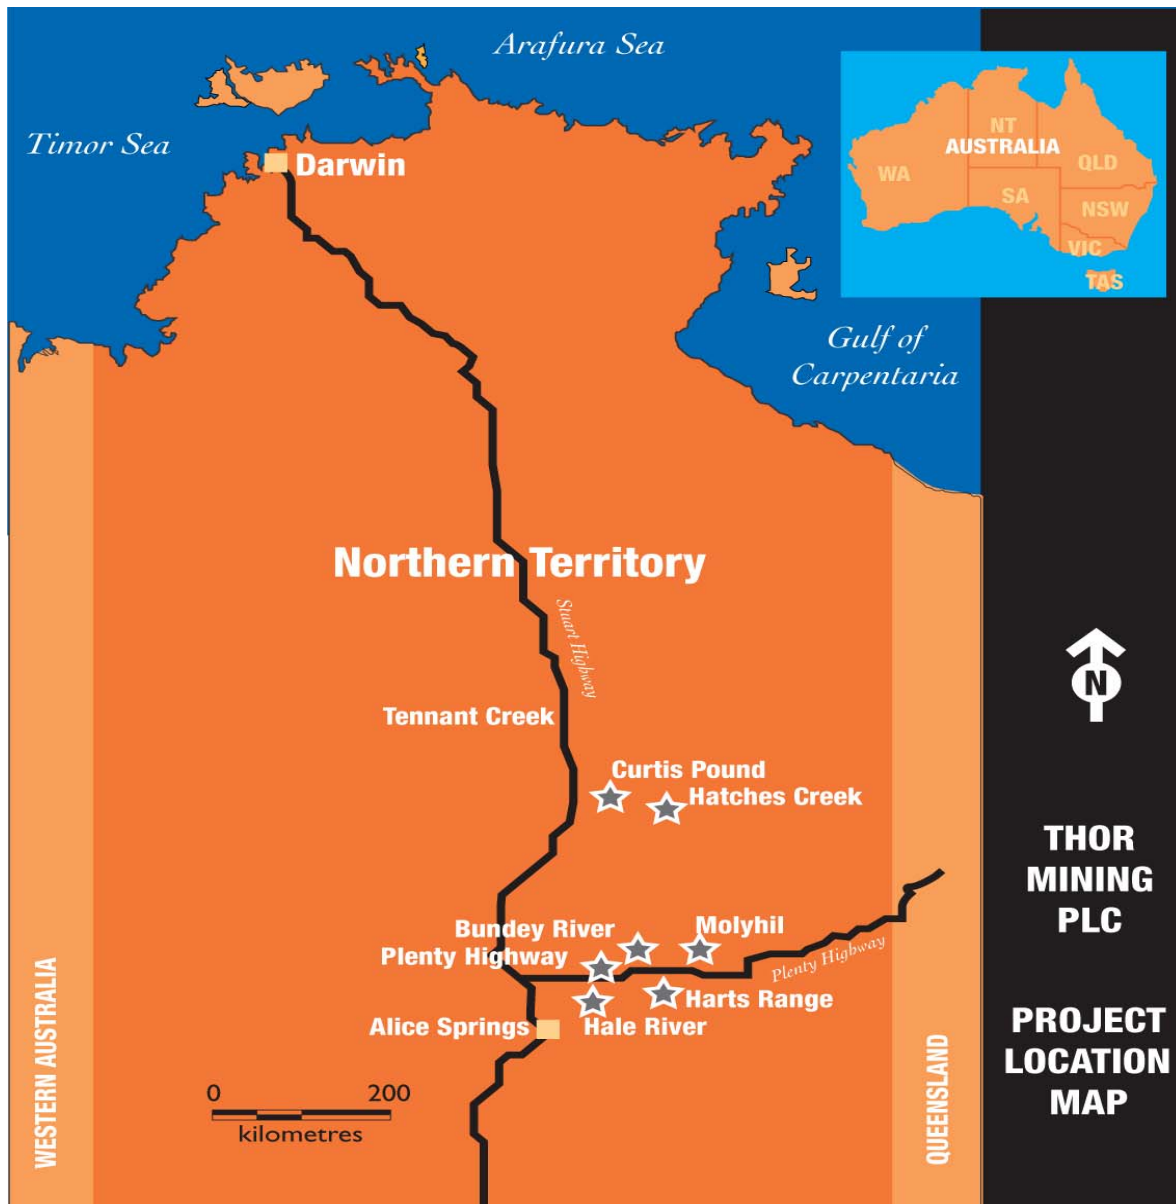 Arafura Sea
Timor Sea
Darwin
NT
AUSTRALIA
WA
QLD
SA
NSW
VIC
TAS
Gulf of
Carpentaria
Northern Territory
Stuart Highway
Tennant Creek
Curtis Pound
Hatches Creek
Bundey River
Molyhil
Plenty Highway
Plenty Highway
Harts Range
Alice Springs
Hale River
0 200
kilometres
WESTERN AUSTRALIA
QUEENSLAND
N
THOR
MINING
PLC
PROJECT
LOCATION
MAP